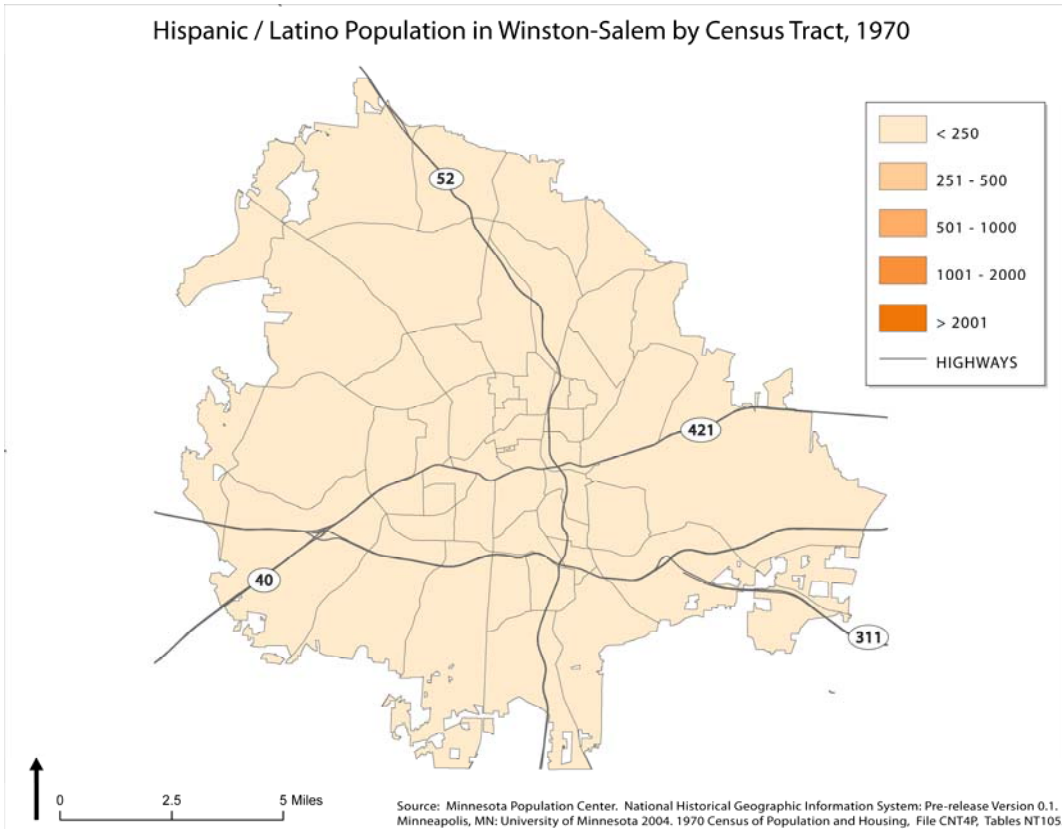 Hispanic / Latino Population in Winston-Salem by Census Tract, 1970
< 250
251 - 500
501 - 1000
1001 - 2000
> 2001
HIGHWAYS
52
421
40
311
0 2.5 5 Miles
Source: Minnesota Population Center. National Historical Geographic Information System: Pre-release Version 0.1.
Minneapolis, MN: University of Minnesota 2004. 1970 Census of Population and Housing, File CNT4P, Tables NT105